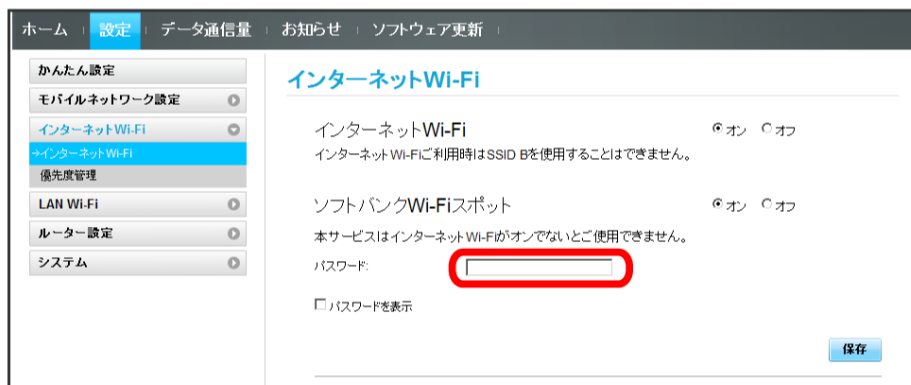 ホーム 設定 データ通信量 お知らせ ソフトウェア更新
かんたん設定
モバイルネットワーク設定
インターネットWi-Fi
→インターネットWi-Fi
優先度管理
LAN Wi-Fi
ルーター設定
システム
インターネットWi-Fi
インターネットWi-Fi オン オフ
インターネットWi-Fiご利用時はSSID Bを使用することはできません。
ソフトバンクWi-Fiスポット オン オフ
本サービスはインターネットWi-Fiがオンでないとご使用できません。
パスワード:
パスワードを表示
保存